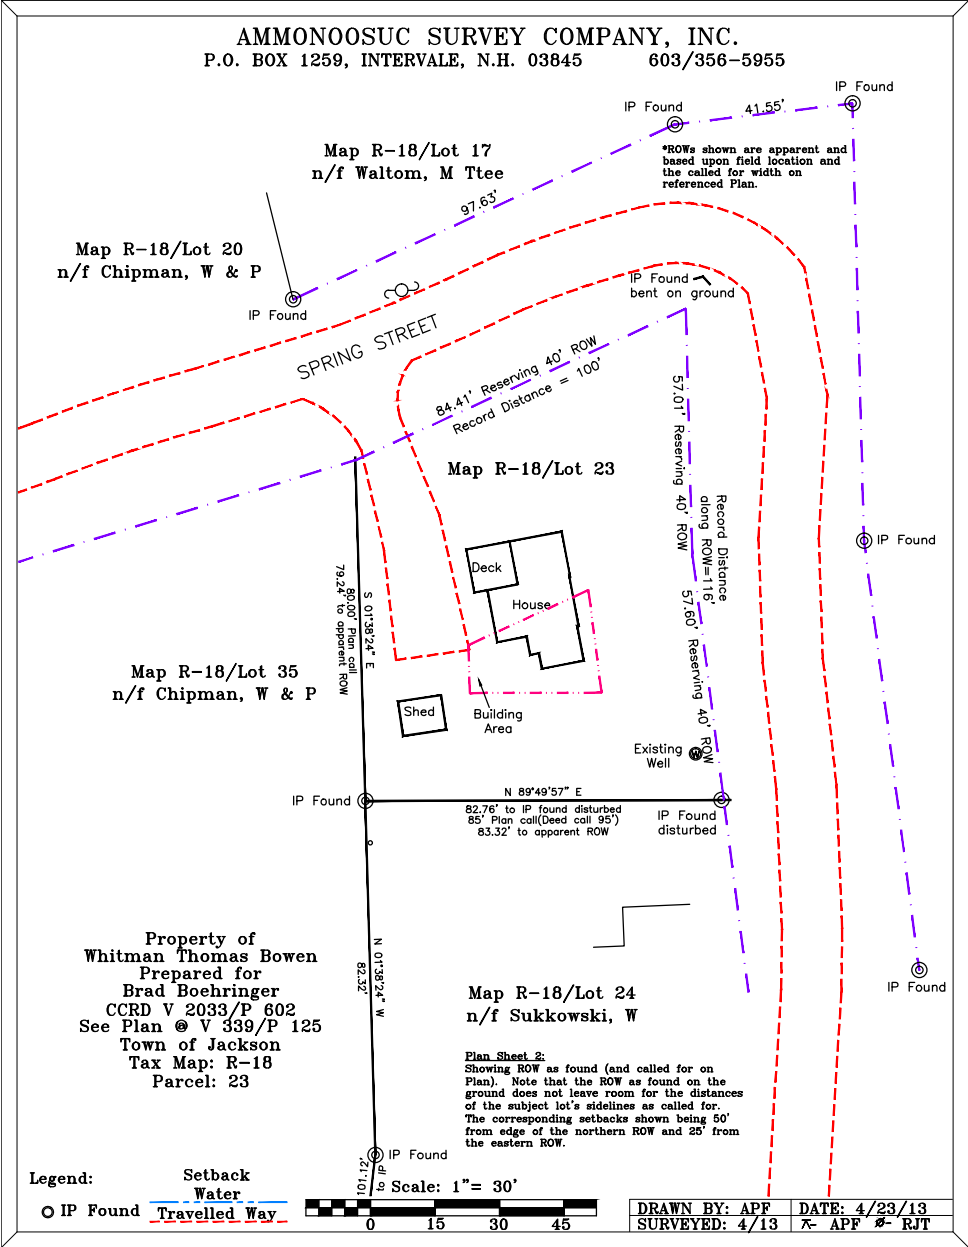 AMMONOOSUC SURVEY COMPANY, INC.
P.O. BOX 1259, INTERVALE, N.H. 03845 603/356-5955
IP Found
IP Found
41.55'
*ROWs shown are apparent and
based upon field location and
the called for width on
referenced Plan.
Map R-18/Lot 17
n/f Waltom, M Ttee
97.63'
Map R-18/Lot 20
n/f Chipman, W & P
IP Found
IP Found
bent on ground
SPRING STREET
84.41' Reserving 40' ROW
Record Distance = 100'
57.01' Reserving 40' ROW
Record Distance
along ROW=116'
57.60' Reserving 40' ROW
Map R-18/Lot 23
IP Found
Deck
House
S 01°38'24" E
80.00' Plan call
79.24' to apparent ROW
Map R-18/Lot 35
n/f Chipman, W & P
Shed
Building
Area
Existing
Well
W
IP Found
N 89°49'57" E
82.76' to IP found disturbed
85' Plan call(Deed call 95')
83.32' to apparent ROW
IP Found
disturbed
N 01°38'24" W
82.32'
Property of
Whitman Thomas Bowen
Prepared for
Brad Boehringer
CCRD V 2033/P 602
See Plan @ V 339/P 125
Town of Jackson
Tax Map: R-18
Parcel: 23
IP Found
Map R-18/Lot 24
n/f Sukkowski, W
Plan Sheet 2:
Showing ROW as found (and called for on
Plan). Note that the ROW as found on the
ground does not leave room for the distances
of the subject lot's sidelines as called for.
The corresponding setbacks shown being 50'
from edge of the northern ROW and 25' from
the eastern ROW.
IP Found
101.12'
to IP
Legend:
IP Found
Setback
Water
Travelled Way
Scale: 1"= 30'
0 15 30 45
DRAWN BY: APF DATE: 4/23/13
SURVEYED: 4/13 APF RJT